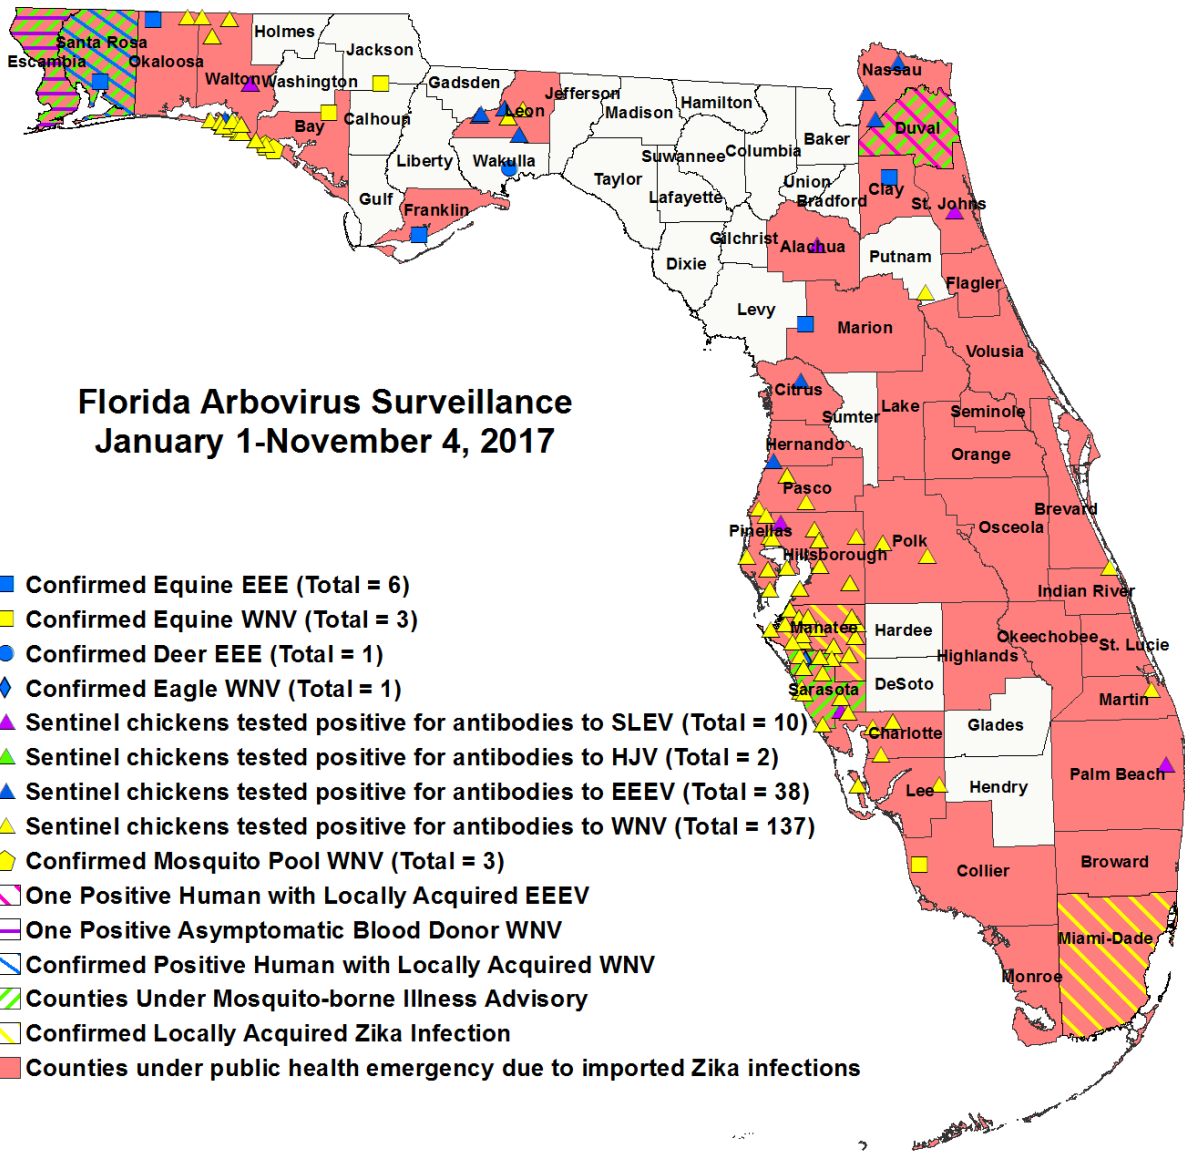 Holmes
Jackson
Santa Rosa
Escambia
Okaloosa
Walton
Washington
Gadsden
Leon
Jefferson
Madison
Hamilton
Nassau
Duval
Bay
Calhoun
Liberty
Wakulla
Taylor
Suwannee
Columbia
Baker
Lafayette
Union
Bradford
Clay
St. Johns
Gulf
Franklin
Gilchrist
Alachua
Dixie
Putnam
Flagler
Levy
Marion
Volusia
Citrus
Sumter
Lake
Seminole
Hernando
Orange
Florida Arbovirus Surveillance
January 1-November 4, 2017
Pasco
Brevard
Osceola
Pinellas
Hillsborough
Polk
Indian River
Manatee
Hardee
Okeechobee
St. Lucie
Highlands
Sarasota
DeSoto
Martin
Charlotte
Glades
Lee
Hendry
Palm Beach
Collier
Broward
Miami-Dade
Monroe
Confirmed Equine EEE (Total = 6)
Confirmed Equine WNV (Total = 3)
Confirmed Deer EEE (Total = 1)
Confirmed Eagle WNV (Total = 1)
Sentinel chickens tested positive for antibodies to SLEV (Total = 10)
Sentinel chickens tested positive for antibodies to HJV (Total = 2)
Sentinel chickens tested positive for antibodies to EEEV (Total = 38)
Sentinel chickens tested positive for antibodies to WNV (Total = 137)
Confirmed Mosquito Pool WNV (Total = 3)
One Positive Human with Locally Acquired EEEV
One Positive Asymptomatic Blood Donor WNV
Confirmed Positive Human with Locally Acquired WNV
Counties Under Mosquito-borne Illness Advisory
Confirmed Locally Acquired Zika Infection
Counties under public health emergency due to imported Zika infections